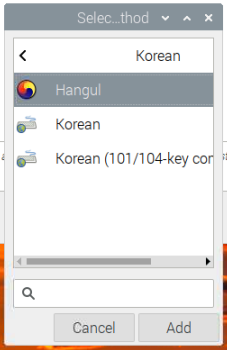 Selec...thod
Korean
Hangul
Korean
Korean (101/104-key con
Cancel
Add